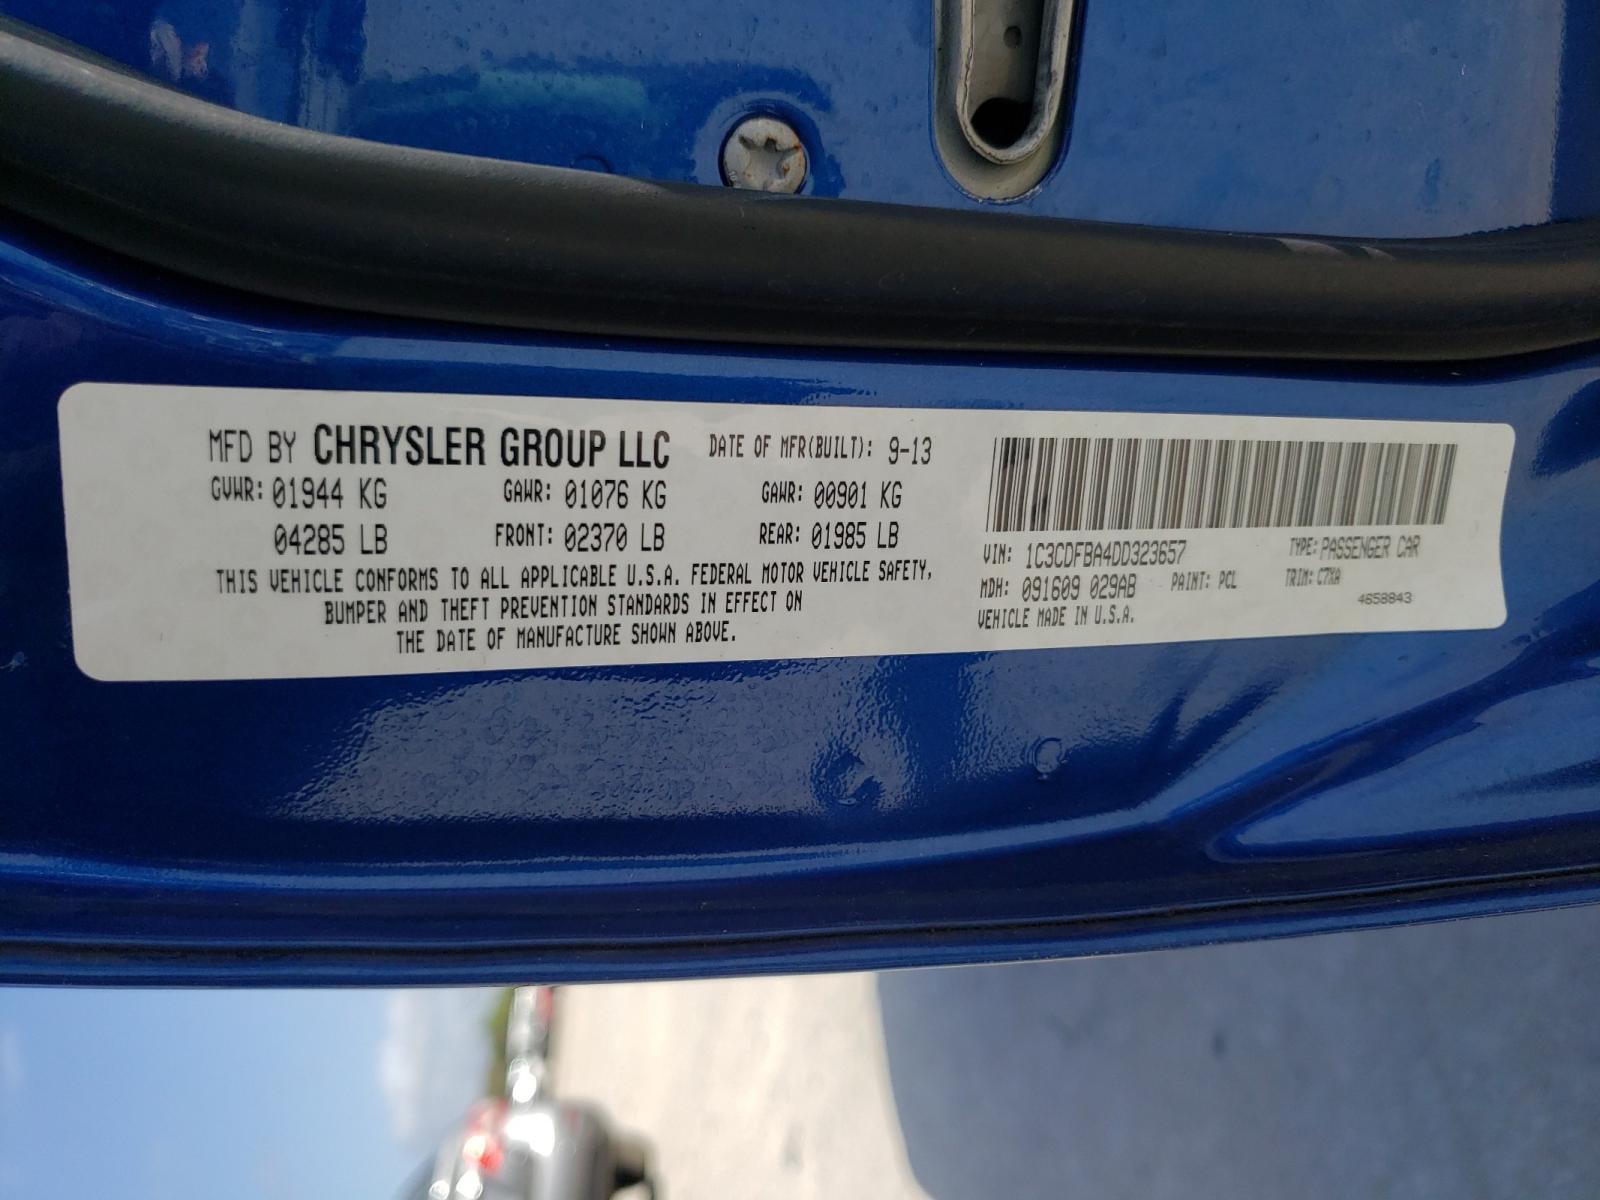 MFD BY CHRYSLER GROUP LLC DATE OF MFR(BUILT): 9-13
GVWR: 01944 KG GAWR: 01076 KG GAWR: 00901 KG
04285 LB FRONT: 02370 LB REAR: 01985 LB
THIS VEHICLE CONFORMS TO ALL APPLICABLE U.S.A. FEDERAL MOTOR VEHICLE SAFETY,
BUMPER AND THEFT PREVENTION STANDARDS IN EFFECT ON
THE DATE OF MANUFACTURE SHOWN ABOVE.
VIN: 1C3CDFBA4DD323657 TYPE: PASSENGER CAR
MDH: 091609 029AB PAINT: PCL TRIM: C7XA
VEHICLE MADE IN U.S.A. 4658843